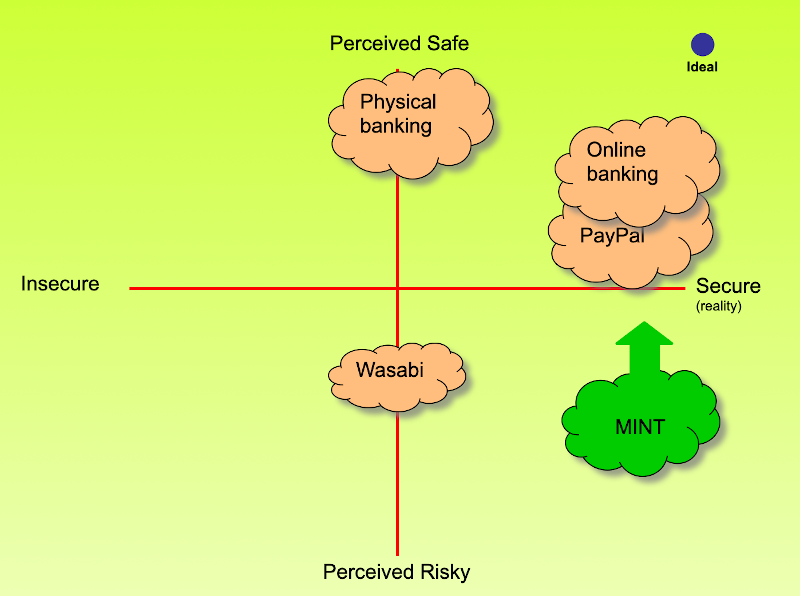 Perceived Safe
Ideal
Physical
banking
Online
banking
PayPal
Insecure
Secure
(reality)
Wasabi
MINT
Perceived Risky